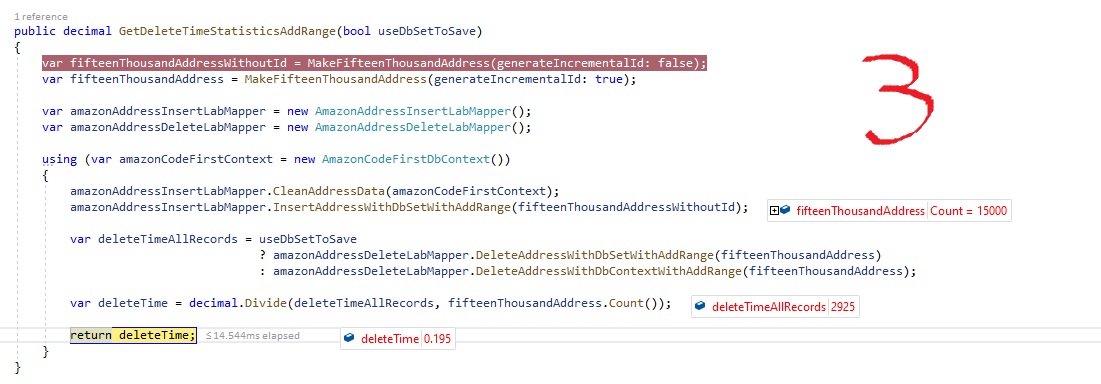 1 reference
public decimal GetDeleteTimeStatisticsAddRange(bool useDbSetToSave)
{
var fifteenThousandAddressWithoutId = MakeFifteenThousandAddress(generateIncrementalId: false);
var fifteenThousandAddress = MakeFifteenThousandAddress(generateIncrementalId: true);
3
var amazonAddressInsertLabMapper = new AmazonAddressInsertLabMapper();
var amazonAddressDeleteLabMapper = new AmazonAddressDeleteLabMapper();
using (var amazonCodeFirstContext = new AmazonCodeFirstDbContext())
{
amazonAddressInsertLabMapper.CleanAddressData(amazonCodeFirstContext);
amazonAddressInsertLabMapper.InsertAddressWithDbSetWithAddRange(fifteenThousandAddressWithoutId); fifteenThousandAddress Count = 15000
var deleteTimeAllRecords = useDbSetToSave
? amazonAddressDeleteLabMapper.DeleteAddressWithDbSetWithAddRange(fifteenThousandAddress)
: amazonAddressDeleteLabMapper.DeleteAddressWithDbContextWithAddRange(fifteenThousandAddress);
var deleteTime = decimal.Divide(deleteTimeAllRecords, fifteenThousandAddress.Count()); deleteTimeAllRecords 2925
return deleteTime; ≤14.544ms elapsed deleteTime 0.195
}
}